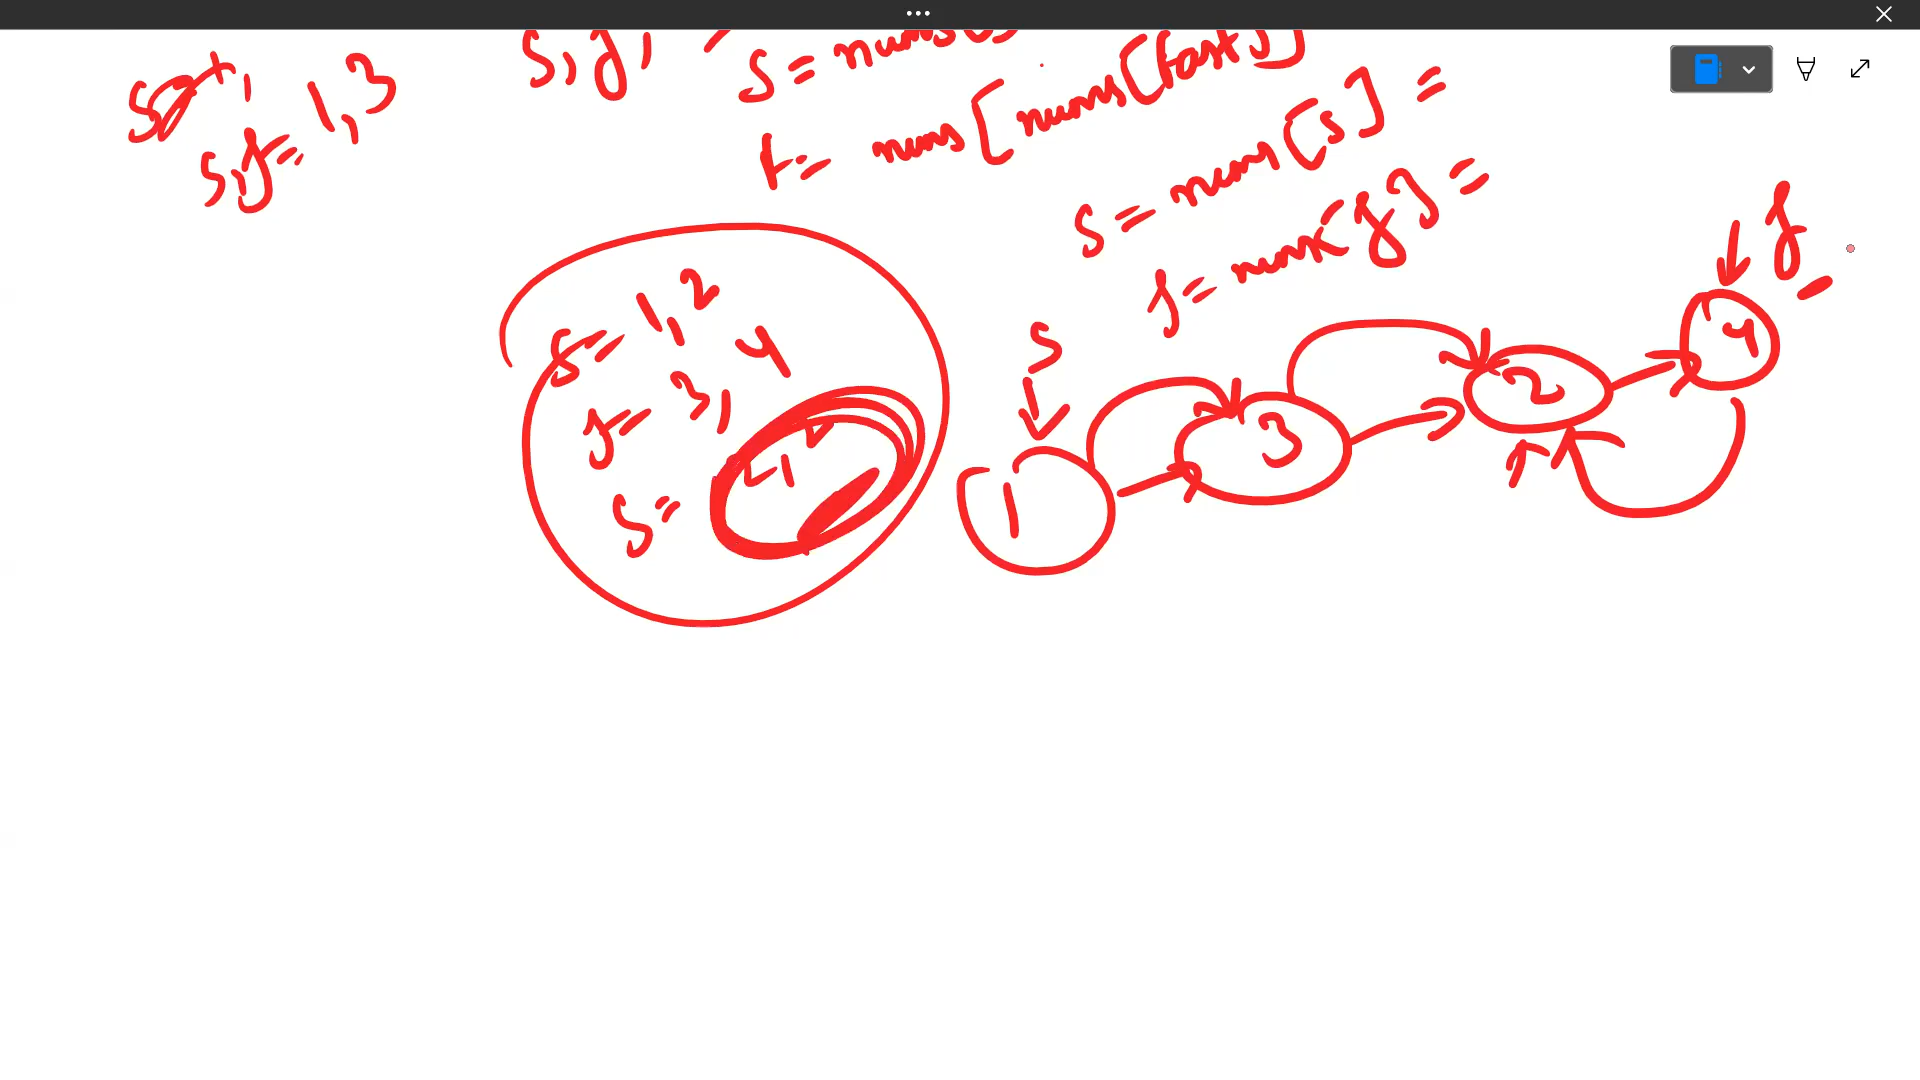 s,f=1,3
s,f,
s=nums[s]
f= nums[nums[fast]]
s=nums[s]=
f=nums[f]=
s=1,2
f=3,4
s=
s
f
1
3
2
4